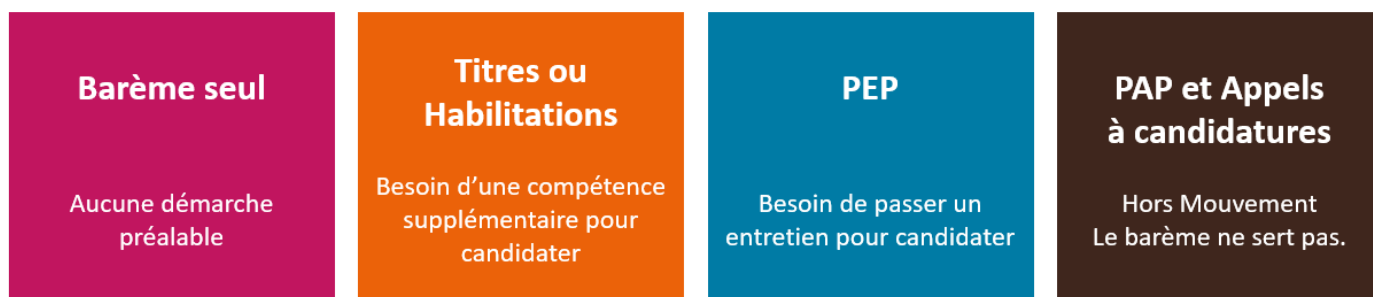 Barème seul
Aucune démarche
préalable
Titres ou
Habilitations
Besoin d'une compétence
supplémentaire pour
candidater
PEP
Besoin de passer un
entretien pour candidater
PAP et Appels
à candidatures
Hors Mouvement
Le barème ne sert pas.